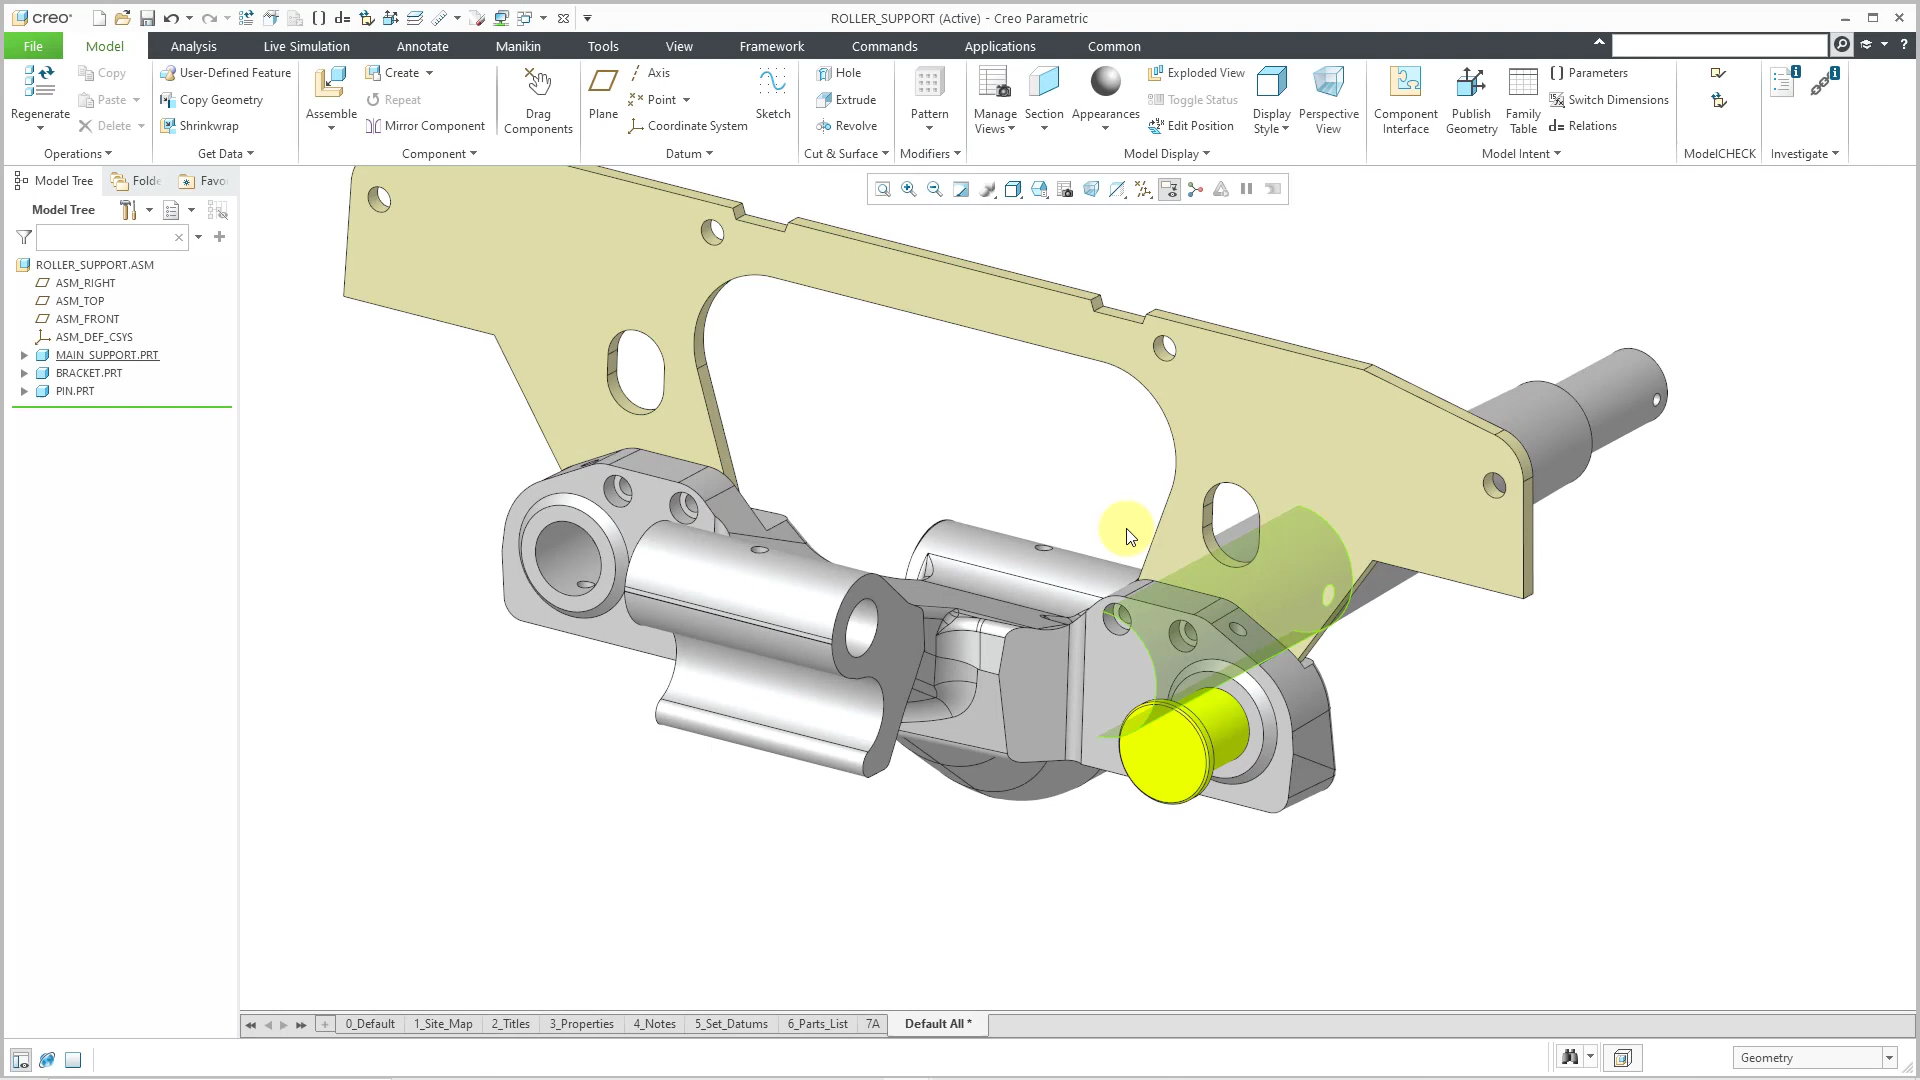 creo
ROLLER_SUPPORT (Active) - Creo Parametric
File
Model
Analysis
Live Simulation
Annotate
Manikin
Tools
View
Framework
Commands
Applications
Common
Regenerate
Copy
Paste
Delete
Operations
User-Defined Feature
Copy Geometry
Shrinkwrap
Get Data
Assemble
Create
Repeat
Mirror Component
Drag Components
Component
Plane
Axis
Point
Coordinate System
Sketch
Datum
Hole
Extrude
Revolve
Cut & Surface
Pattern
Modifiers
Manage Views
Section
Appearances
Exploded View
Toggle Status
Edit Position
Display Style
Perspective View
Model Display
Component Interface
Publish Geometry
Family Table
Parameters
Switch Dimensions
d= Relations
Model Intent
ModelCHECK
Investigate
Model Tree
Folde
Favo
Model Tree
ROLLER_SUPPORT.ASM
ASM_RIGHT
ASM_TOP
ASM_FRONT
ASM_DEF_CSYS
MAIN_SUPPORT.PRT
BRACKET.PRT
PIN.PRT
0_Default
1_Site_Map
2_Titles
3_Properties
4_Notes
5_Set_Datums
6_Parts_List
7A
Default All *
Geometry